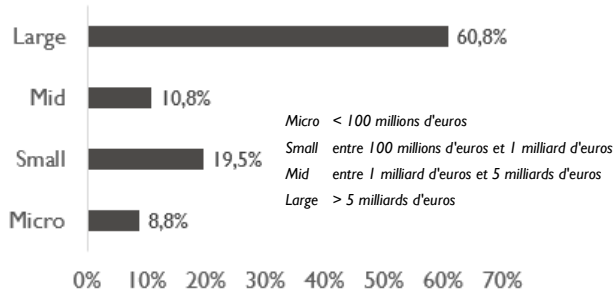 Large 60,8%
Mid 10,8%
Small 19,5%
Micro 8,8%
Micro < 100 millions d'euros
Small entre 100 millions d'euros et 1 milliard d'euros
Mid entre 1 milliard d'euros et 5 milliards d'euros
Large > 5 milliards d'euros
0% 10% 20% 30% 40% 50% 60% 70%